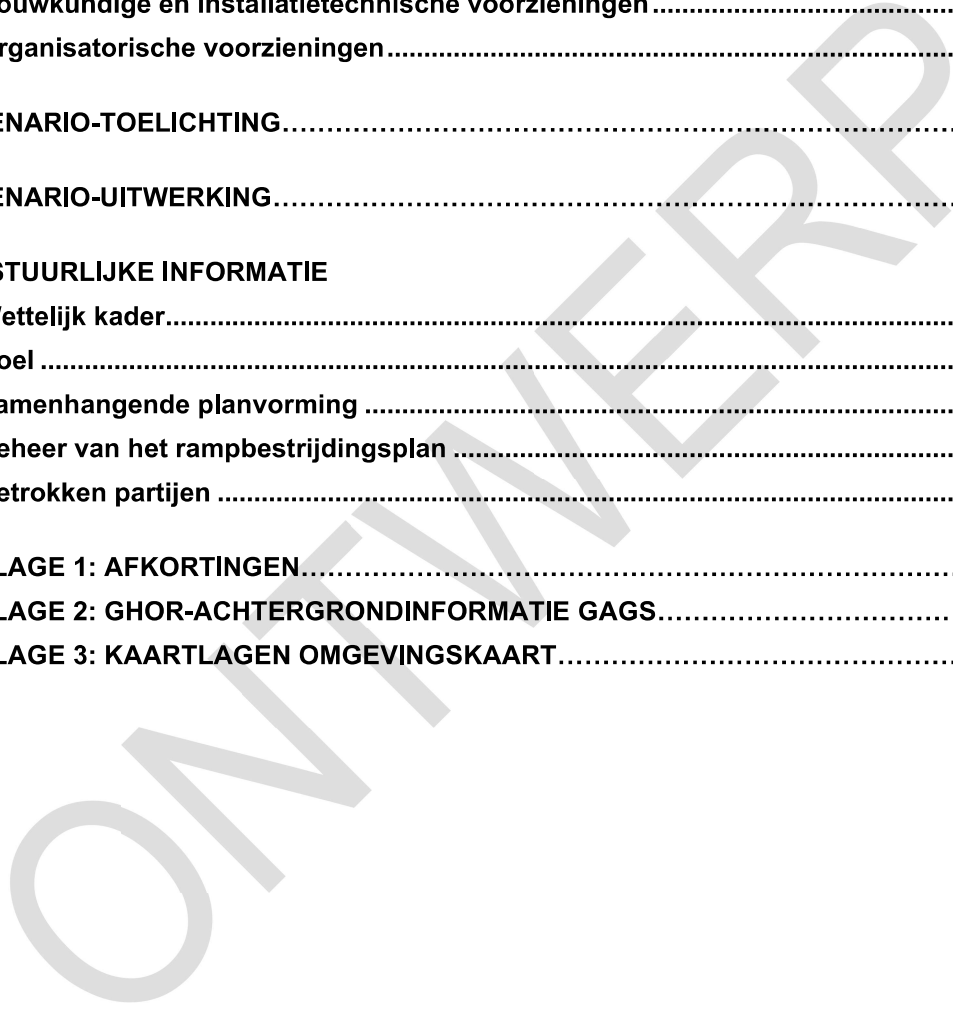 ouwkundige en installatietechnische voorzieningen......................................
rganisatorische voorzieningen............................................................................
ENARIO-TOELICHTING……………………………………………………………………
ENARIO-UITWERKING……………………………………………………………………
STUURLIJKE INFORMATIE
Wettelijk kader.........................................................................................................
oel ..........................................................................................................................
amenhangende planvorming ...............................................................................
eheer van het rampbestrijdingsplan ...................................................................
etrokken partijen ...................................................................................................
LAGE 1: AFKORTINGEN…………………………………………………………………
LAGE 2: GHOR-ACHTERGRONDINFORMATIE GAGS…………………………………
LAGE 3: KAARTLAGEN OMGEVINGSKAART……………………………………………
ONTWERP